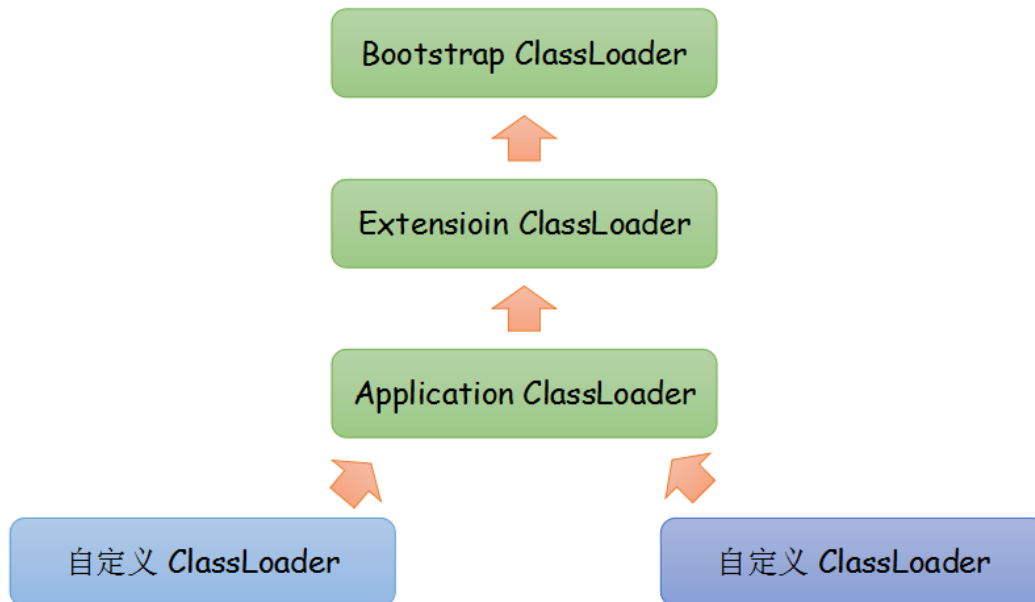 Bootstrap ClassLoader
Extensioin ClassLoader
Application ClassLoader
自定义 ClassLoader
自定义 ClassLoader